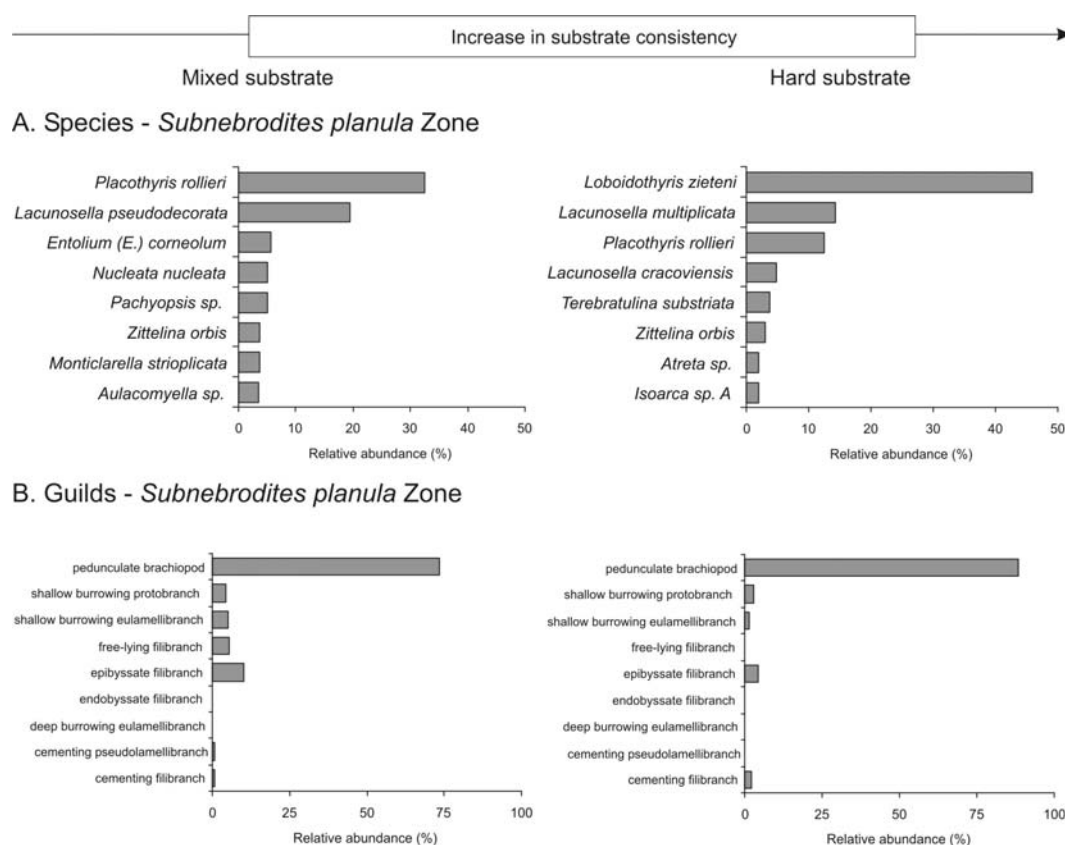 Increase in substrate consistency
Mixed substrate
Hard substrate
A. Species - Subnebrodites planula Zone
Placothyris rollieri
Lacunosella pseudodecorata
Entolium (E.) corneolum
Nucleata nucleata
Pachyopsis sp.
Zittelina orbis
Monticlarella strioplicata
Aulacomyella sp.
0 10 20 30 40 50
Relative abundance (%)
Loboidothyris zieteni
Lacunosella multiplicata
Placothyris rollieri
Lacunosella cracoviensis
Terebratulina substriata
Zittelina orbis
Atreta sp.
Isoarca sp. A
0 10 20 30 40 50
Relative abundance (%)
B. Guilds - Subnebrodites planula Zone
pedunculate brachiopod
shallow burrowing protobranch
shallow burrowing eulamellibranch
free-lying filibranch
epibyssate filibranch
endobyssate filibranch
deep burrowing eulamellibranch
cementing pseudolamellibranch
cementing filibranch
0 25 50 75 100
Relative abundance (%)
pedunculate brachiopod
shallow burrowing protobranch
shallow burrowing eulamellibranch
free-lying filibranch
epibyssate filibranch
endobyssate filibranch
deep burrowing eulamellibranch
cementing pseudolamellibranch
cementing filibranch
0 25 50 75 100
Relative abundance (%)